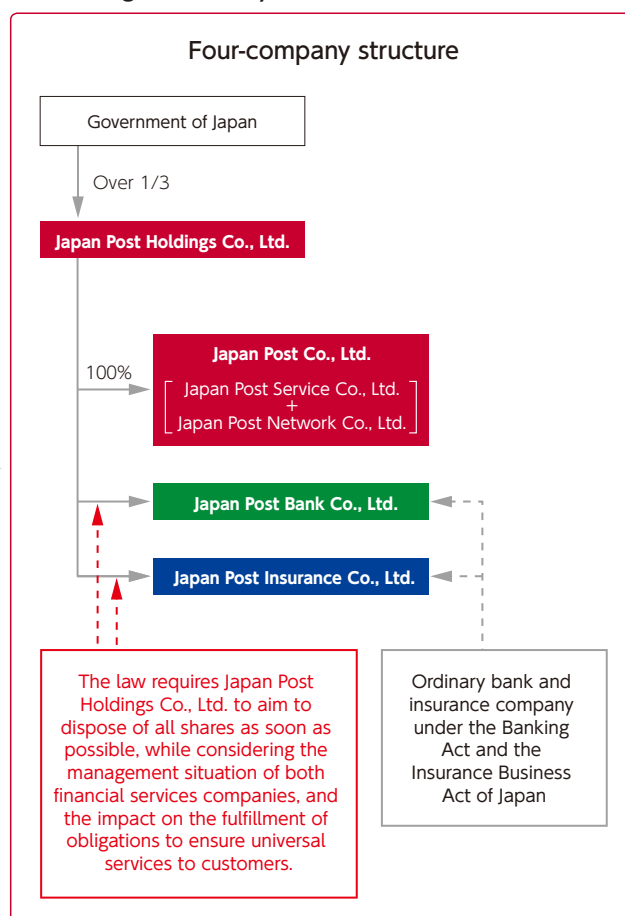 Four-company structure
Government of Japan
Over 1/3
Japan Post Holdings Co., Ltd.
100%
Japan Post Co., Ltd.
Japan Post Service Co., Ltd.
+
Japan Post Network Co., Ltd.
Japan Post Bank Co., Ltd.
Japan Post Insurance Co., Ltd.
The law requires Japan Post
Holdings Co., Ltd. to aim to
dispose of all shares as soon as
possible, while considering the
management situation of both
financial services companies, and
the impact on the fulfillment of
obligations to ensure universal
services to customers.
Ordinary bank and
insurance company
under the Banking
Act and the
Insurance Business
Act of Japan